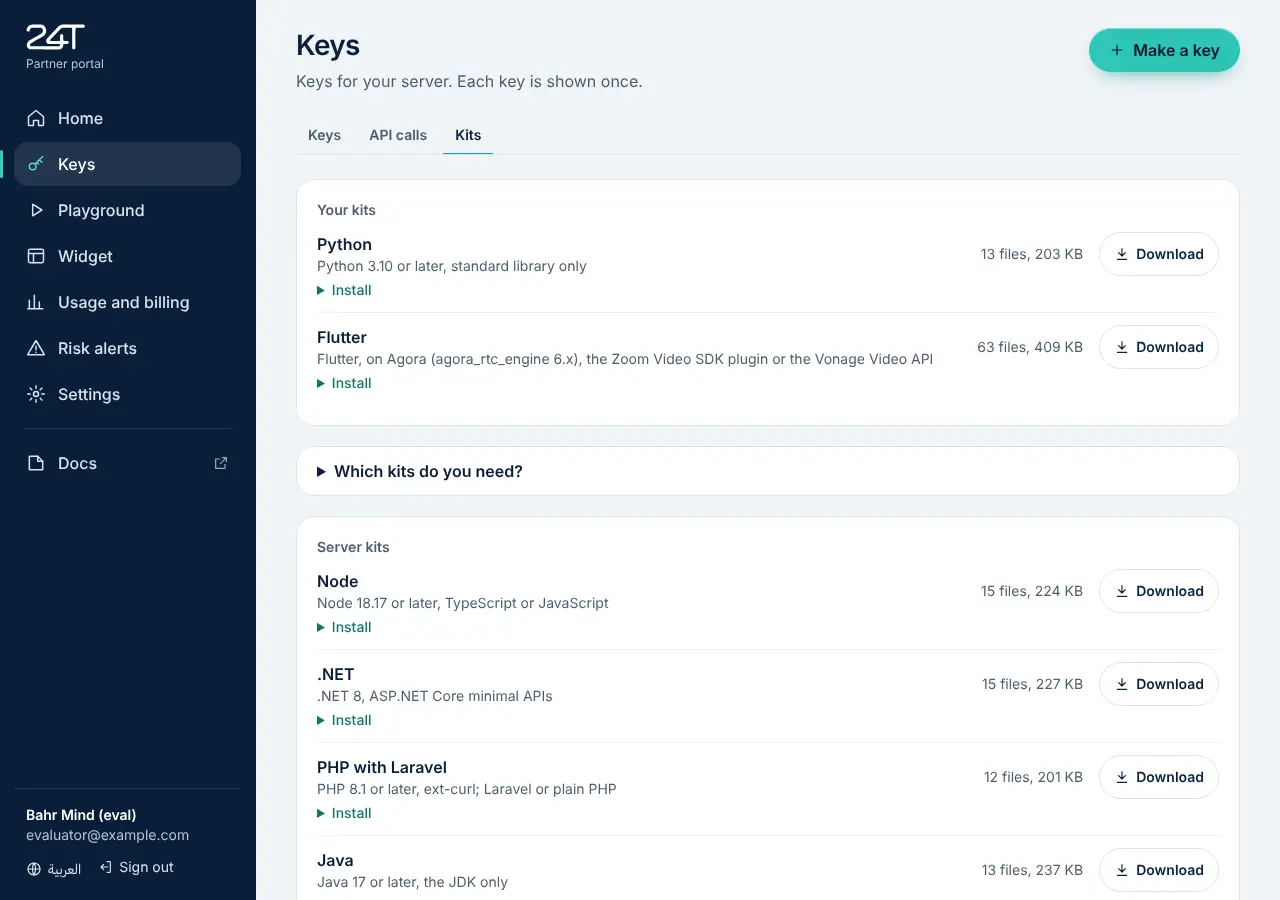 24T
Partner portal
Home
Keys
Playground
Widget
Usage and billing
Risk alerts
Settings
Docs
Bahr Mind (eval)
evaluator@example.com
العربية
Sign out
Keys
Keys for your server. Each key is shown once.
+ Make a key
Keys
API calls
Kits
Your kits
Python
Python 3.10 or later, standard library only
Install
13 files, 203 KB
Download
Flutter
Flutter, on Agora (agora_rtc_engine 6.x), the Zoom Video SDK plugin or the Vonage Video API
Install
63 files, 409 KB
Download
Which kits do you need?
Server kits
Node
Node 18.17 or later, TypeScript or JavaScript
Install
15 files, 224 KB
Download
.NET
.NET 8, ASP.NET Core minimal APIs
Install
15 files, 227 KB
Download
PHP with Laravel
PHP 8.1 or later, ext-curl; Laravel or plain PHP
Install
12 files, 201 KB
Download
Java
Java 17 or later, the JDK only
13 files, 237 KB
Download